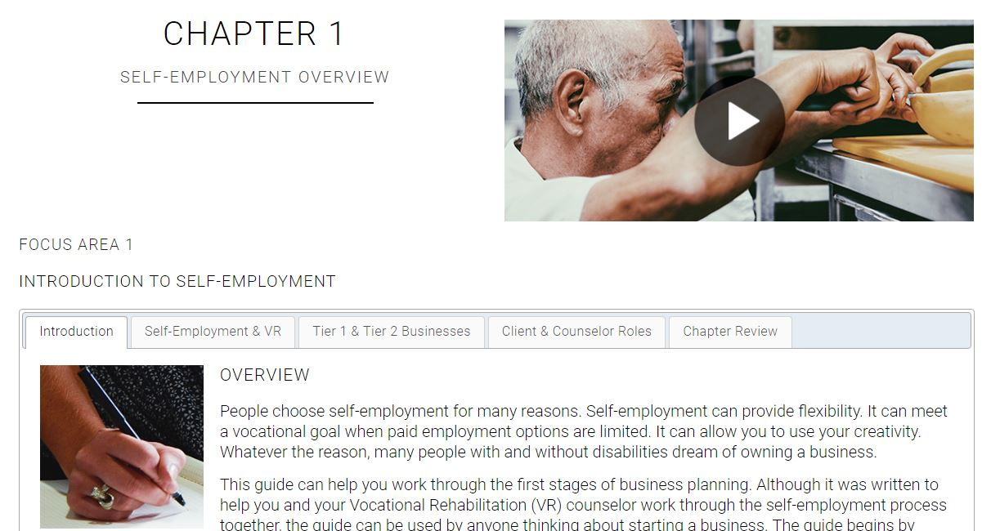 CHAPTER 1
SELF-EMPLOYMENT OVERVIEW
FOCUS AREA 1
INTRODUCTION TO SELF-EMPLOYMENT
Introduction
Self-Employment & VR
Tier 1 & Tier 2 Businesses
Client & Counselor Roles
Chapter Review
OVERVIEW
People choose self-employment for many reasons. Self-employment can provide flexibility. It can meet
a vocational goal when paid employment options are limited. It can allow you to use your creativity.
Whatever the reason, many people with and without disabilities dream of owning a business.
This guide can help you work through the first stages of business planning. Although it was written to
help you and your Vocational Rehabilitation (VR) counselor work through the self-employment process
together, the guide can be used by anyone thinking about starting a business. The guide begins by